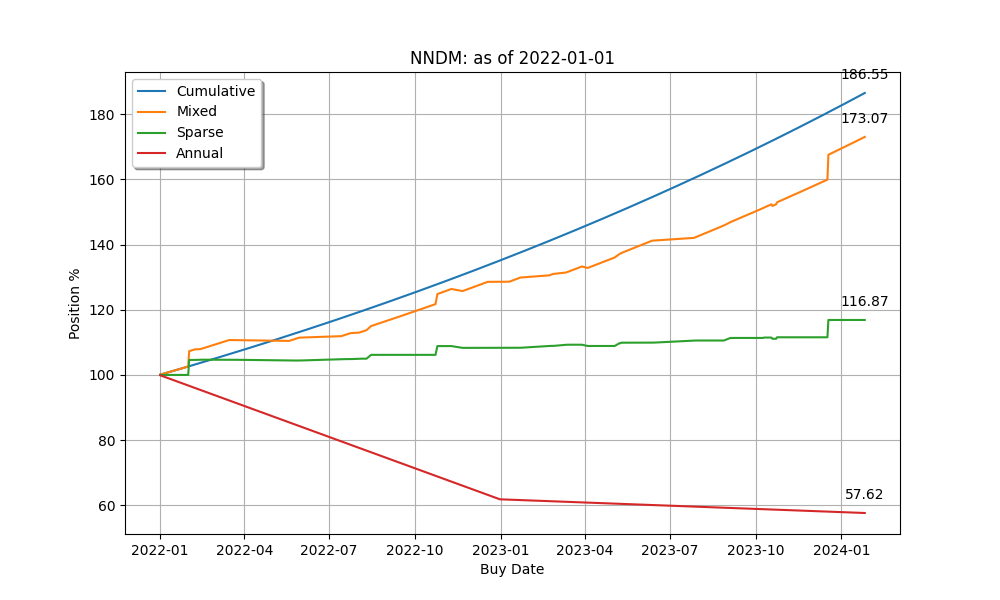 NNDM: as of 2022-01-01
Cumulative
Mixed
Sparse
Annual
186.55
173.07
116.87
57.62
Position %
180
160
140
120
100
80
60
2022-01 2022-04 2022-07 2022-10 2023-01 2023-04 2023-07 2023-10 2024-01
Buy Date